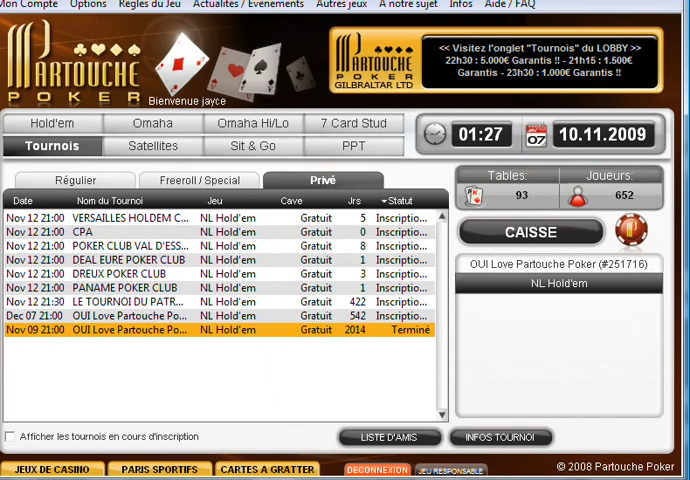 Mon Compte Options Règles du Jeu Actualités / Evènements Autres jeux A notre sujet Infos Aide / FAQ
PARTOUCHE
POKER
Bienvenue jayce
PARTOUCHE
POKER
GILBRALTAR LTD
<< Visitez l'onglet "Tournois" du LOBBY >>
22h30 : 5.000€ Garantis !! - 21h15 : 1.500€
Garantis - 23h30 : 1.000€ Garantis !!
Hold'em Omaha Omaha Hi/Lo 7 Card Stud
Tournois Satellites Sit & Go PPT
01:27 07 10.11.2009
Régulier Freeroll / Special Privé
Tables: Joueurs:
93 652
Date Nom du Tournoi Jeu Cave Jrs Statut
Nov 12 21:00 VERSAILLES HOLDEM C... NL Hold'em Gratuit 5 Inscriptio...
Nov 12 21:00 CPA NL Hold'em Gratuit 0 Inscriptio...
Nov 12 21:00 POKER CLUB VAL D'ESS... NL Hold'em Gratuit 8 Inscriptio...
Nov 12 21:00 DEAL EURE POKER CLUB NL Hold'em Gratuit 1 Inscriptio...
Nov 12 21:00 DREUX POKER CLUB NL Hold'em Gratuit 3 Inscriptio...
Nov 12 21:00 PANAME POKER CLUB NL Hold'em Gratuit 1 Inscriptio...
Nov 12 21:30 LE TOURNOI DU PATR... NL Hold'em Gratuit 422 Inscriptio...
Dec 07 21:00 OUI Love Partouche Po... NL Hold'em Gratuit 542 Inscriptio...
Nov 09 21:00 OUI Love Partouche Po... NL Hold'em Gratuit 2014 Terminé
CAISSE
OUI Love Partouche Poker (#251716)
NL Hold'em
Afficher les tournois en cours d'inscription
LISTE D'AMIS INFOS TOURNOI
JEUX DE CASINO PARIS SPORTIFS CARTES A GRATTER DECONNEXION JEU RESPONSABLE © 2008 Partouche Poker